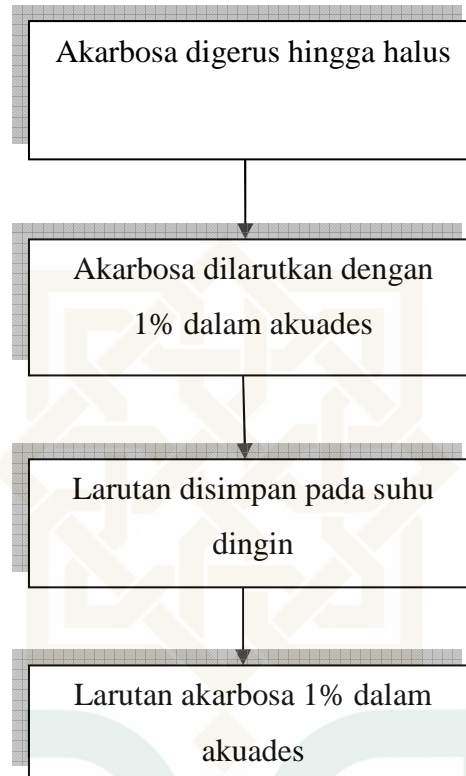 Akarbosa digerus hingga halus
Akarbosa dilarutkan dengan
1% dalam akuades
Larutan disimpan pada suhu
dingin
Larutan akarbosa 1% dalam
akuades